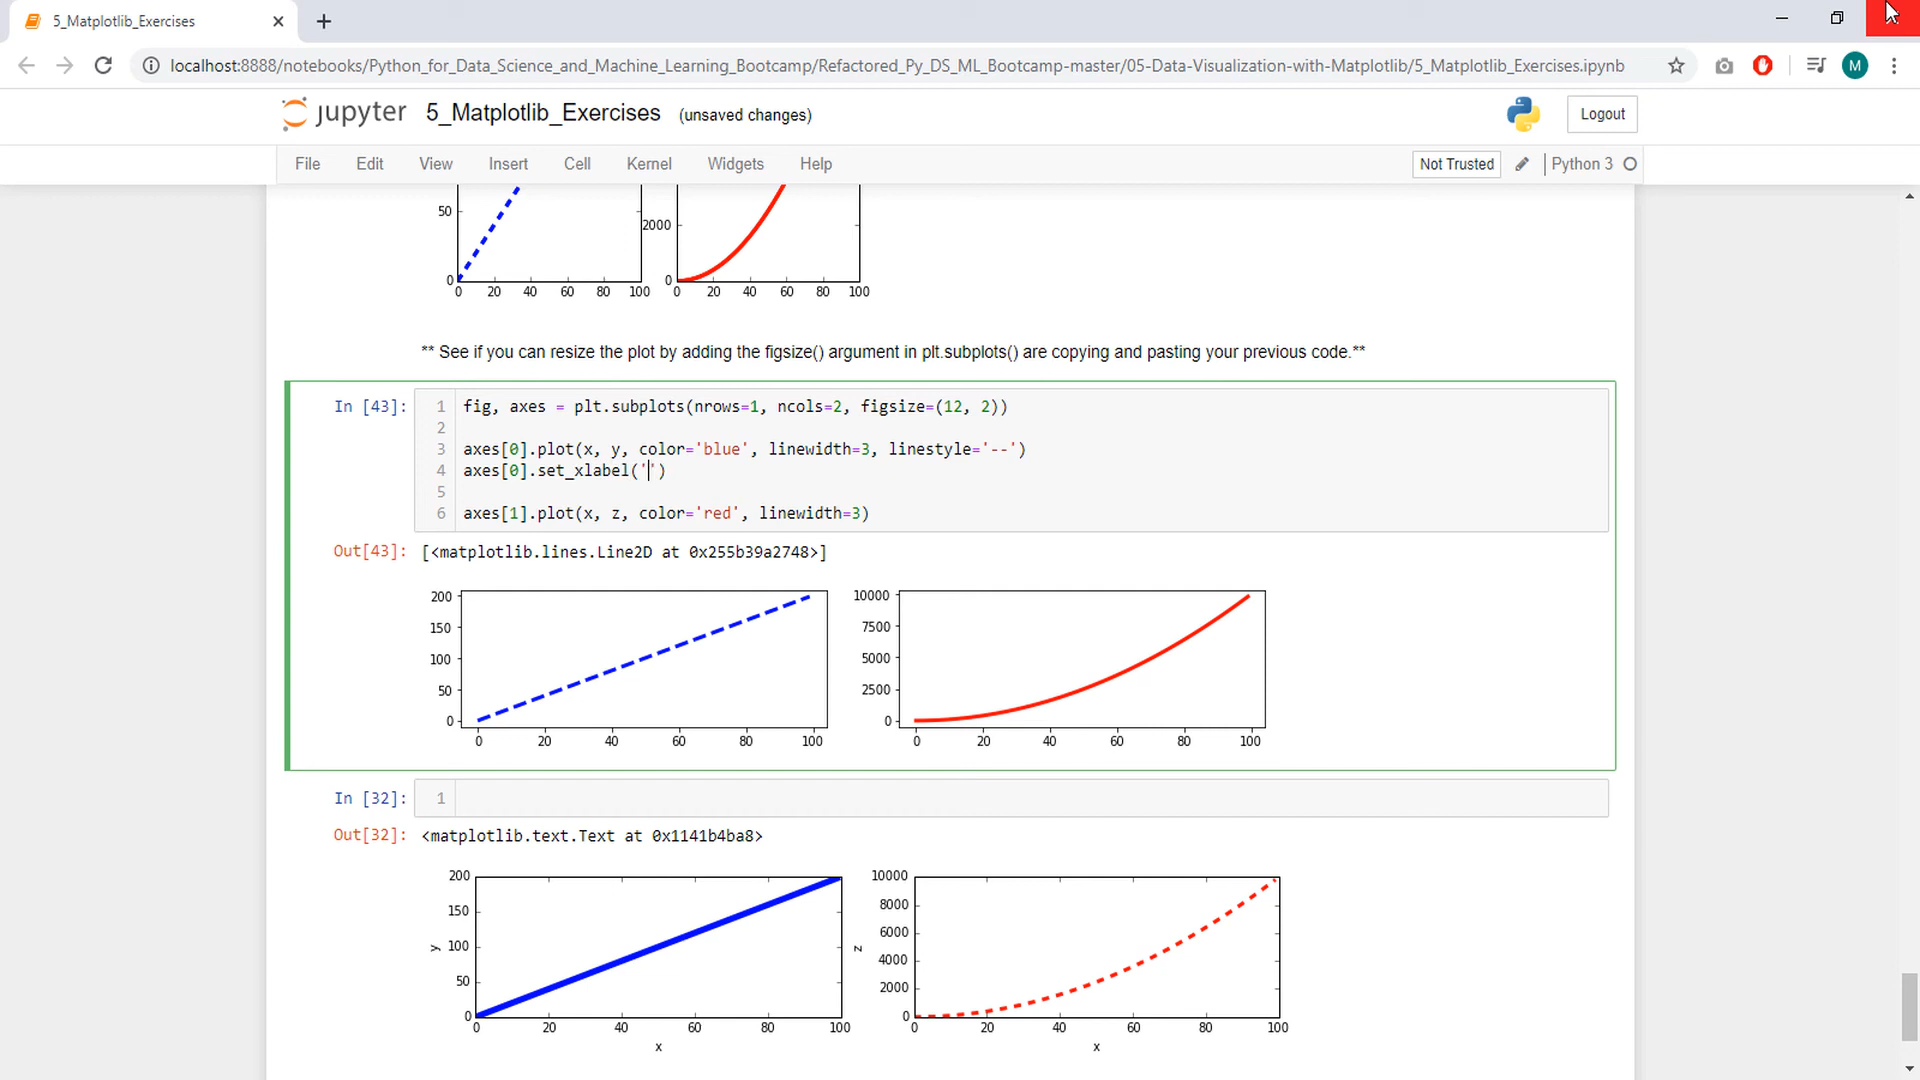 5_Matplotlib_Exercises
localhost:8888/notebooks/Python_for_Data_Science_and_Machine_Learning_Bootcamp/Refactored_Py_DS_ML_Bootcamp-master/05-Data-Visualization-with-Matplotlib/5_Matplotlib_Exercises.ipynb
M
jupyter 5_Matplotlib_Exercises (unsaved changes)
Logout
File Edit View Insert Cell Kernel Widgets Help
Not Trusted Python 3
50
2000
0 0
0 20 40 60 80 100 0 20 40 60 80 100
** See if you can resize the plot by adding the figsize() argument in plt.subplots() are copying and pasting your previous code.**
In [43]: 1 fig, axes = plt.subplots(nrows=1, ncols=2, figsize=(12, 2))
2
3 axes[0].plot(x, y, color='blue', linewidth=3, linestyle='--')
4 axes[0].set_xlabel('')
5
6 axes[1].plot(x, z, color='red', linewidth=3)
Out[43]: [<matplotlib.lines.Line2D at 0x255b39a2748>]
200 10000
150 7500
100 5000
50 2500
0 0
0 20 40 60 80 100 0 20 40 60 80 100
In [32]: 1
Out[32]: <matplotlib.text.Text at 0x1141b4ba8>
200 10000
150 8000
6000
y 100 z
4000
50 2000
0 0
0 20 40 60 80 100 0 20 40 60 80 100
x x